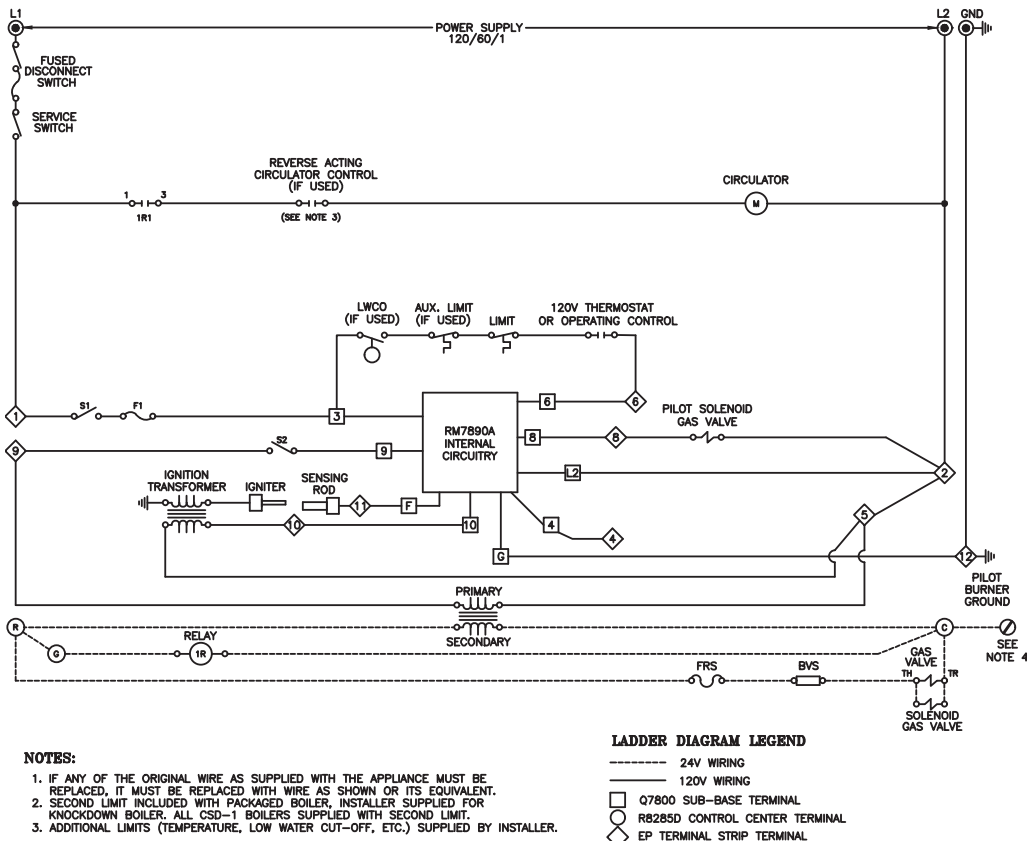 L1
L2 GND
POWER SUPPLY
120/60/1
FUSED
DISCONNECT
SWITCH
SERVICE
SWITCH
REVERSE ACTING
CIRCULATOR CONTROL
(IF USED)
CIRCULATOR
1 3
M
1R1
(SEE NOTE 3)
LWCO
(IF USED)
AUX. LIMIT
(IF USED)
LIMIT
120V THERMOSTAT
OR OPERATING CONTROL
1
S1
F1
3
6
6
RM7890A
INTERNAL
CIRCUITRY
PILOT SOLENOID
GAS VALVE
8
8
9
S2
9
L2
2
IGNITION
TRANSFORMER
IGNITER
SENSING
ROD
11
F
5
10
10
4
4
G
12
PILOT
BURNER
GROUND
PRIMARY
SECONDARY
R
C
SEE
NOTE 4
G
RELAY
1R
GAS
VALVE
FRS
BVS
TH
TR
SOLENOID
GAS VALVE
NOTES:
1. IF ANY OF THE ORIGINAL WIRE AS SUPPLIED WITH THE APPLIANCE MUST BE
REPLACED, IT MUST BE REPLACED WITH WIRE AS SHOWN OR ITS EQUIVALENT.
2. SECOND LIMIT INCLUDED WITH PACKAGED BOILER, INSTALLER SUPPLIED FOR
KNOCKDOWN BOILER. ALL CSD-1 BOILERS SUPPLIED WITH SECOND LIMIT.
3. ADDITIONAL LIMITS (TEMPERATURE, LOW WATER CUT-OFF, ETC.) SUPPLIED BY INSTALLER.
LADDER DIAGRAM LEGEND
24V WIRING
120V WIRING
Q7800 SUB-BASE TERMINAL
R8285D CONTROL CENTER TERMINAL
EP TERMINAL STRIP TERMINAL